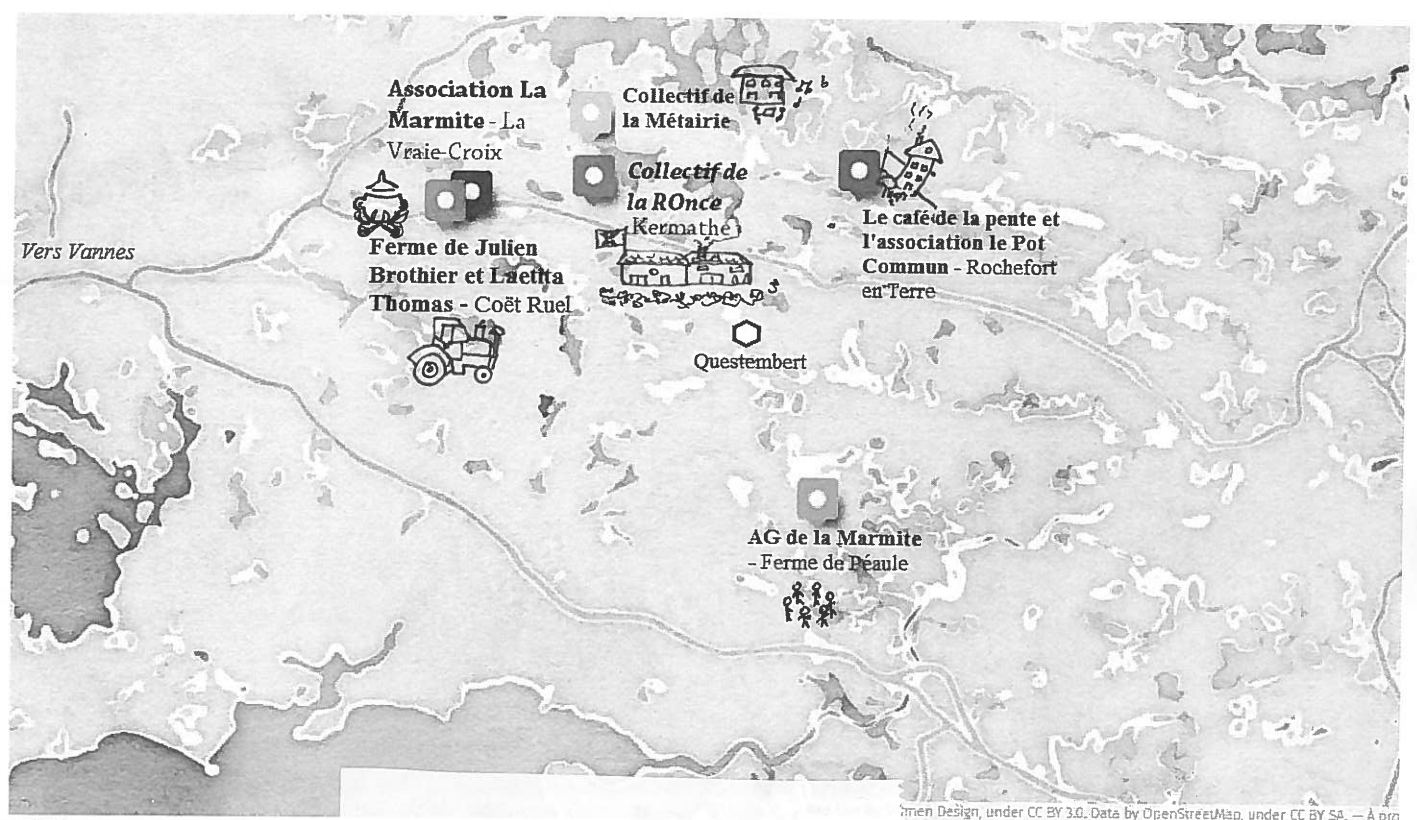 Association La
Marmite - La
Vraie-Croix
Collectif de
la Métairie
Collectif de
la ROnce
Kermathé
Vers Vannes
Ferme de Julien
Brothier et Laetita
Thomas - Coët Ruel
Le café de la pente et
l'association le Pot
Commun - Rochefort
en Terre
Questembert
AG de la Marmite
- Ferme de Péaule
Design, under CC BY 3.0. Data by OpenStreetMap, under CC BY SA. — À pro